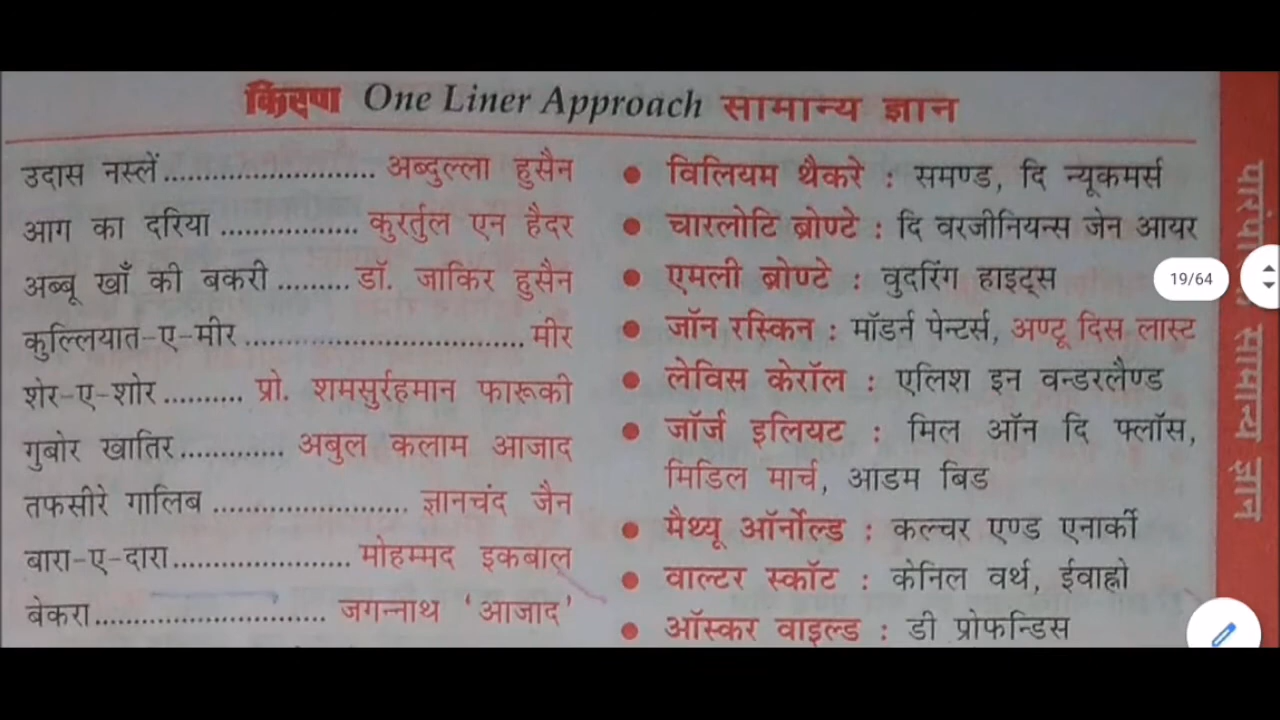 किरण One Liner Approach सामान्य ज्ञान
उदास नस्लें.......................... अब्दुल्ला हुसैन
आग का दरिया ................. कुरर्तुल एन हैदर
अब्बू खाँ की बकरी ......... डॉ. जाकिर हुसैन
कुल्लियात-ए-मीर .................................. मीर
शेर-ए-शोर .......... प्रो. शमसुर्रहमान फारूकी
गुबोर खातिर ............. अबुल कलाम आजाद
तफसीरे गालिब ........................ ज्ञानचंद जैन
बारा-ए-दारा...................... मोहम्मद इकबाल
बेकरा............................ जगन्नाथ ‘आजाद’
• विलियम थैकरे : समण्ड, दि न्यूकमर्स
• चारलोटि ब्रोण्टे : दि वरजीनियन्स जेन आयर
• एमली ब्रोण्टे : वुदरिंग हाइट्स
• जॉन रस्किन : मॉडर्न पेन्टर्स, अण्टू दिस लास्ट
• लेविस केरॉल : एलिश इन वन्डरलैण्ड
• जॉर्ज इलियट : मिल ऑन दि फ्लॉस,
मिडिल मार्च, आडम बिड
• मैथ्यू ऑर्नोल्ड : कल्चर एण्ड एनार्की
• वाल्टर स्कॉट : केनिल वर्थ, ईवाह्नो
• ऑस्कर वाइल्ड : डी प्रोफन्डिस
19/64
सामान्य ज्ञान